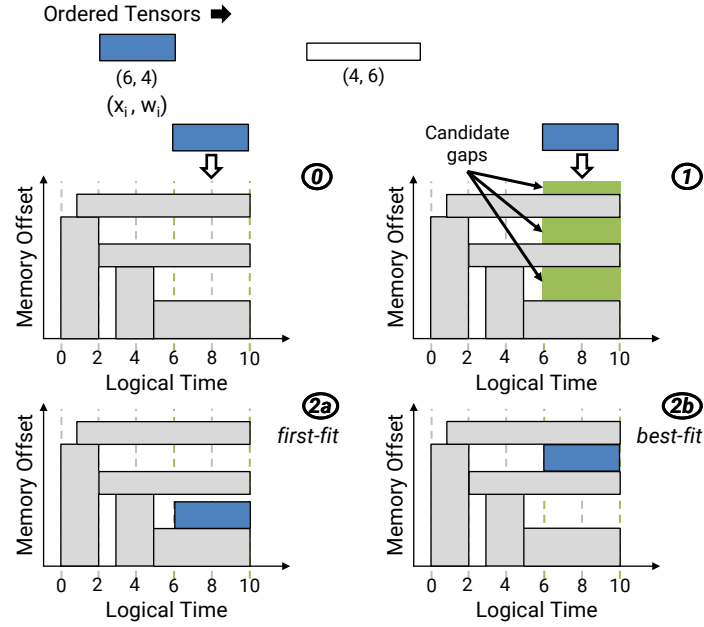 Ordered Tensors
(6, 4)
(4, 6)
(xi , wi)
0
Memory Offset
0 2 4 6 8 10
Logical Time
Candidate
gaps
1
Memory Offset
0 2 4 6 8 10
Logical Time
2a
first-fit
Memory Offset
0 2 4 6 8 10
Logical Time
2b
best-fit
Memory Offset
0 2 4 6 8 10
Logical Time